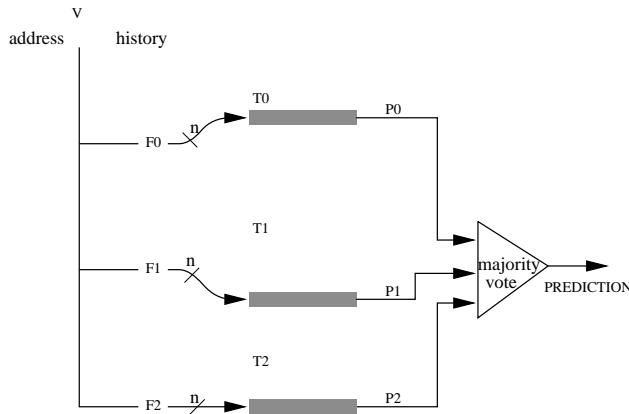 V
address history
T0
P0
n
F0
T1
n
F1
majority
vote
P1
PREDICTION
T2
n
F2
P2